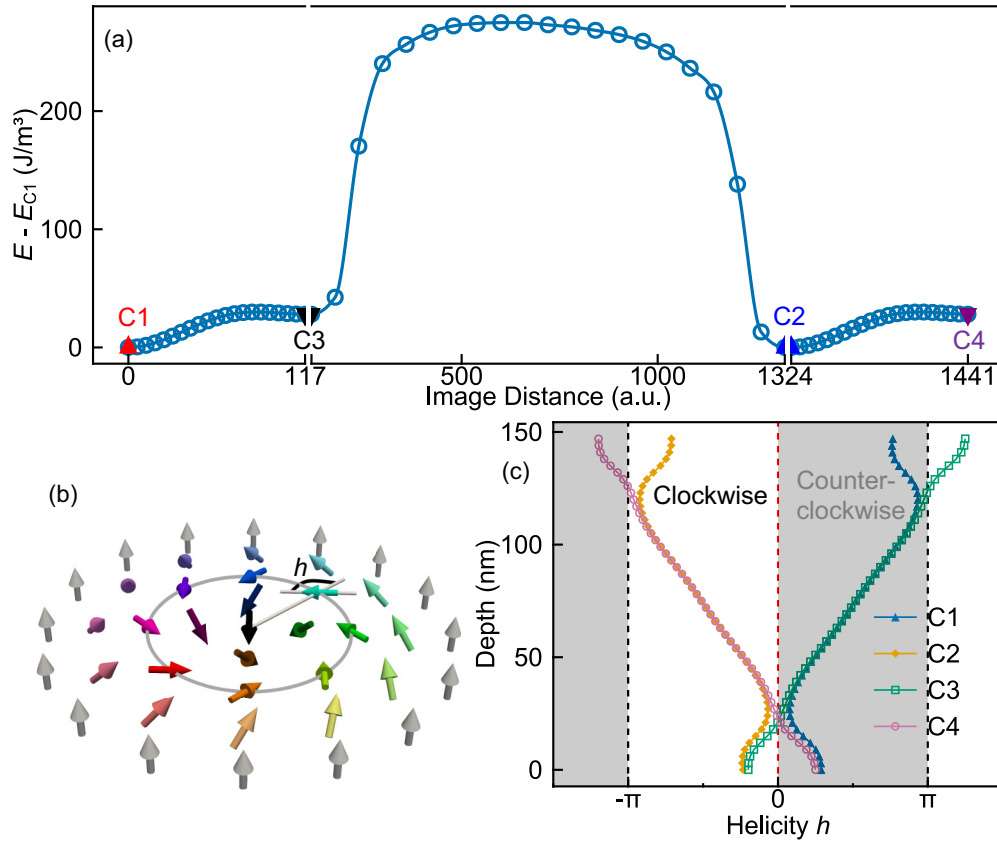 (a)
E - E_C1 (J/m³)
200
100
0
C1
C3
C2
C4
0
117
500
1000
1324
1441
Image Distance (a.u.)
(b)
h
(c)
Clockwise
Counter-
clockwise
Depth (nm)
150
100
50
0
C1
C2
C3
C4
-π
0
π
Helicity h